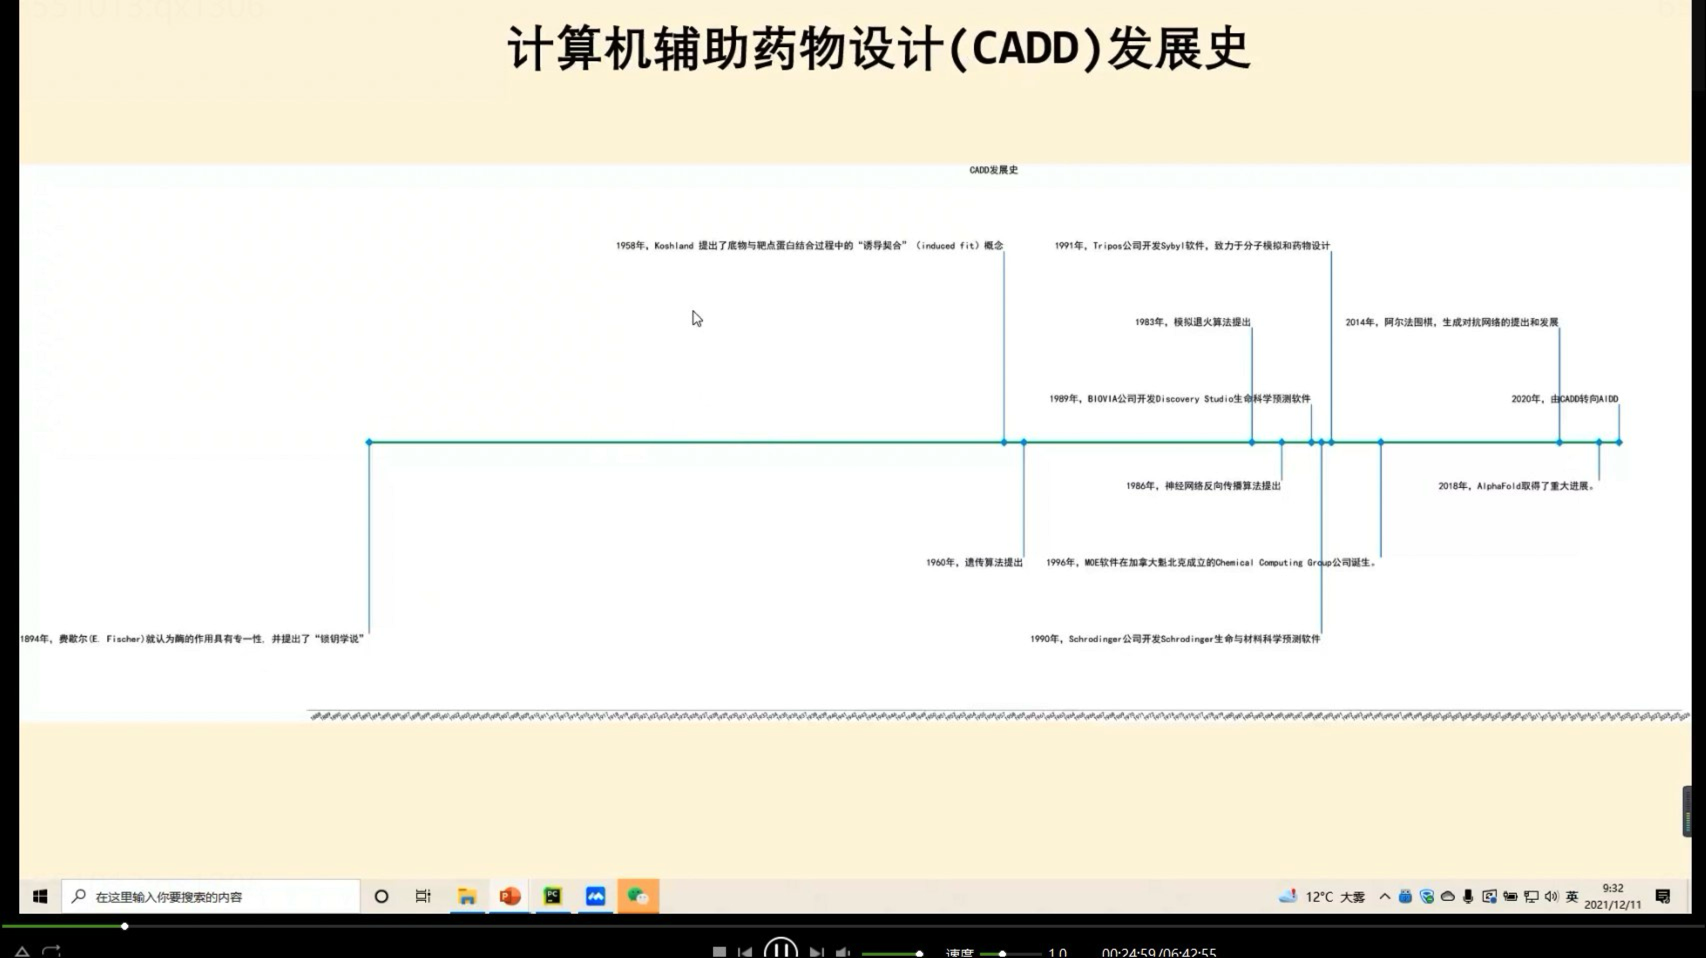 计算机辅助药物设计(CADD)发展史
CADD发展史
1958年，Koshland 提出了底物与靶点蛋白结合过程中的“诱导契合”（induced fit）概念
1991年，Tripos公司开发Sybyl软件，致力于分子模拟和药物设计
1983年，模拟退火算法提出
2014年，阿尔法围棋，生成对抗网络的提出和发展
1989年，BIOVIA公司开发Discovery Studio生命科学预测软件
2020年，由CADD转向AIDD
1986年，神经网络反向传播算法提出
2018年，AlphaFold取得了重大进展。
1960年，遗传算法提出
1996年，MOE软件在加拿大魁北克成立的Chemical Computing Group公司诞生。
1894年，费歇尔(E. Fischer)就认为酶的作用具有专一性，并提出了“锁钥学说”
1990年，Schrodinger公司开发Schrodinger生命与材料科学预测软件
在这里输入你要搜索的内容
12°C 大雾
英
9:32
2021/12/11
速度
1.0
00:24:59/06:42:55